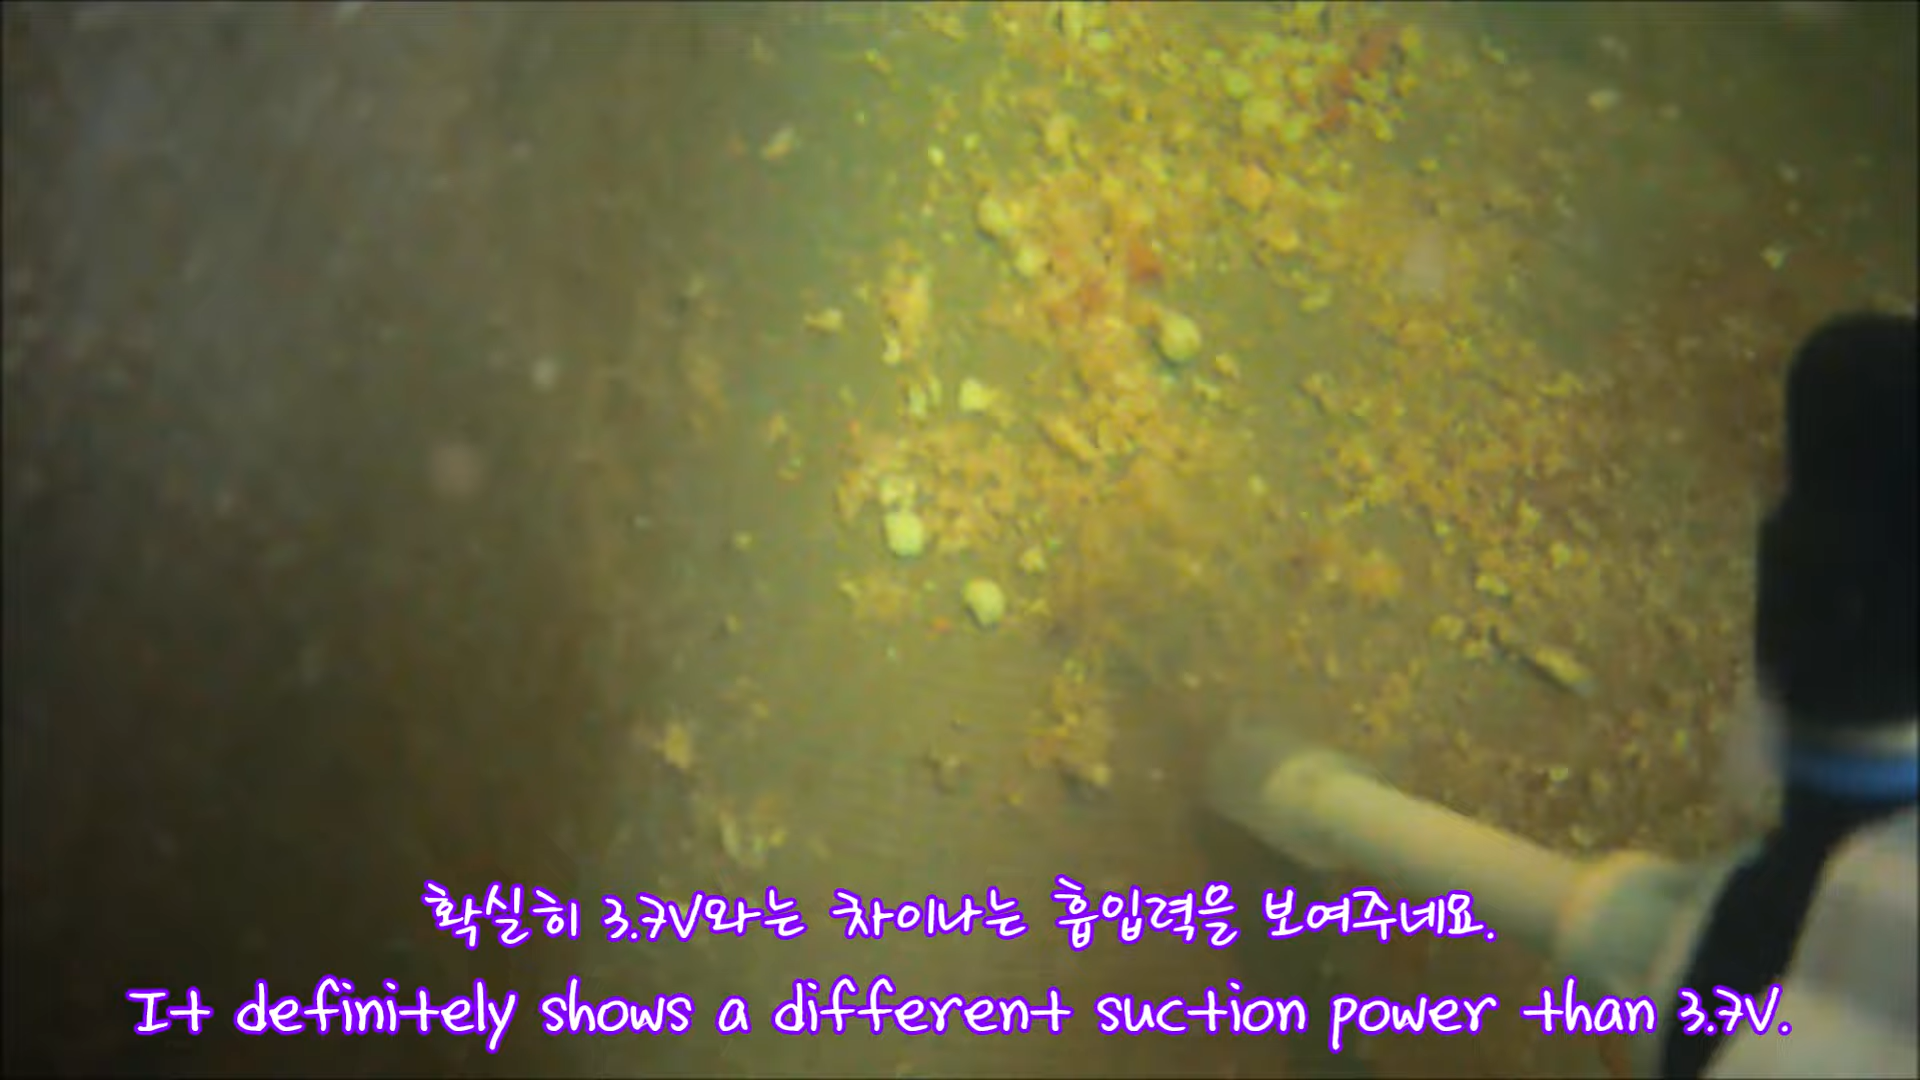 확실히 3.7V와는 차이나는 흡입력을 보여주네요.
It definitely shows a different suction power than 3.7V.